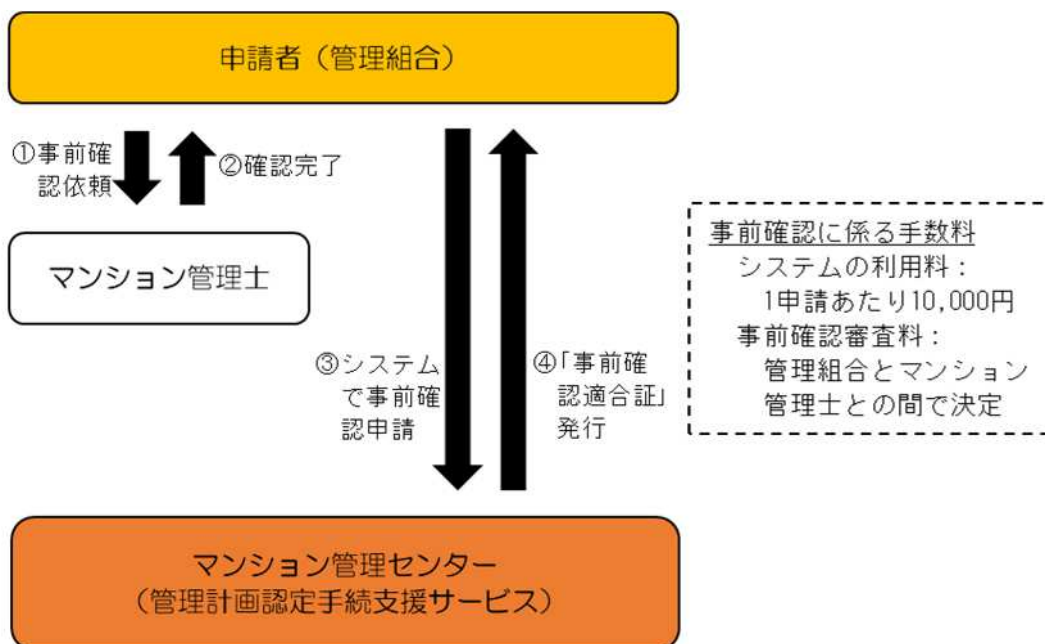 申請者（管理組合）
①事前確
認依頼
②確認完了
マンション管理士
③システム
で事前確
認申請
④「事前確
認適合証」
発行
事前確認に係る手数料
システムの利用料：
1申請あたり10,000円
事前確認審査料：
管理組合とマンション
管理士との間で決定
マンション管理センター
（管理計画認定手続支援サービス）